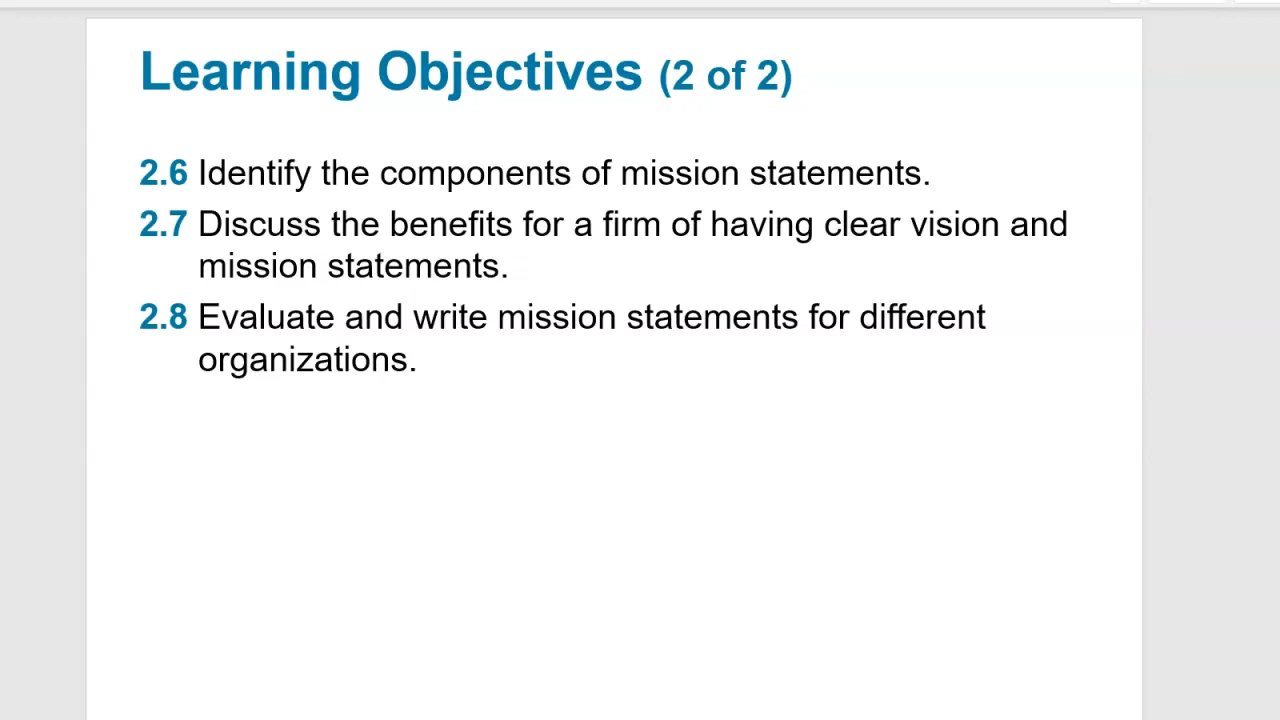 Learning Objectives (2 of 2)
2.6 Identify the components of mission statements.
2.7 Discuss the benefits for a firm of having clear vision and
mission statements.
2.8 Evaluate and write mission statements for different
organizations.